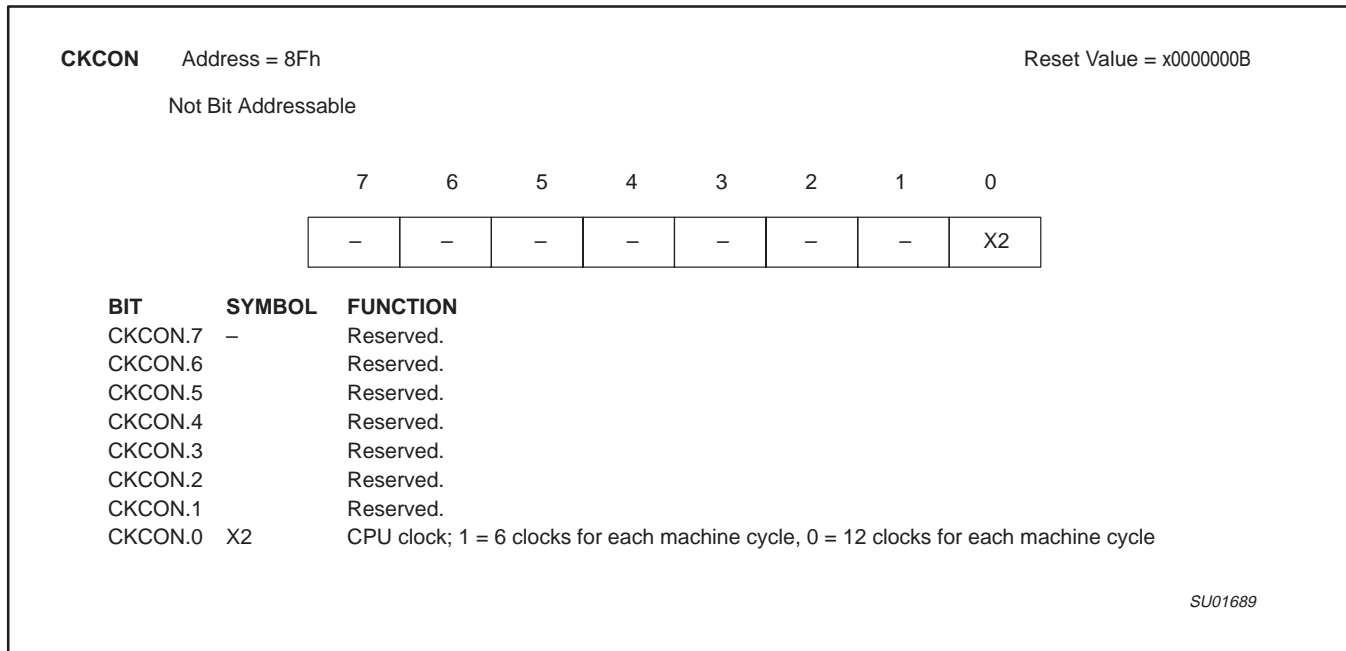 CKCON Address = 8Fh Reset Value = x0000000B
Not Bit Addressable
7 6 5 4 3 2 1 0
– – – – – – – X2
BIT SYMBOL FUNCTION
CKCON.7 – Reserved.
CKCON.6 Reserved.
CKCON.5 Reserved.
CKCON.4 Reserved.
CKCON.3 Reserved.
CKCON.2 Reserved.
CKCON.1 Reserved.
CKCON.0 X2 CPU clock; 1 = 6 clocks for each machine cycle, 0 = 12 clocks for each machine cycle
SU01689